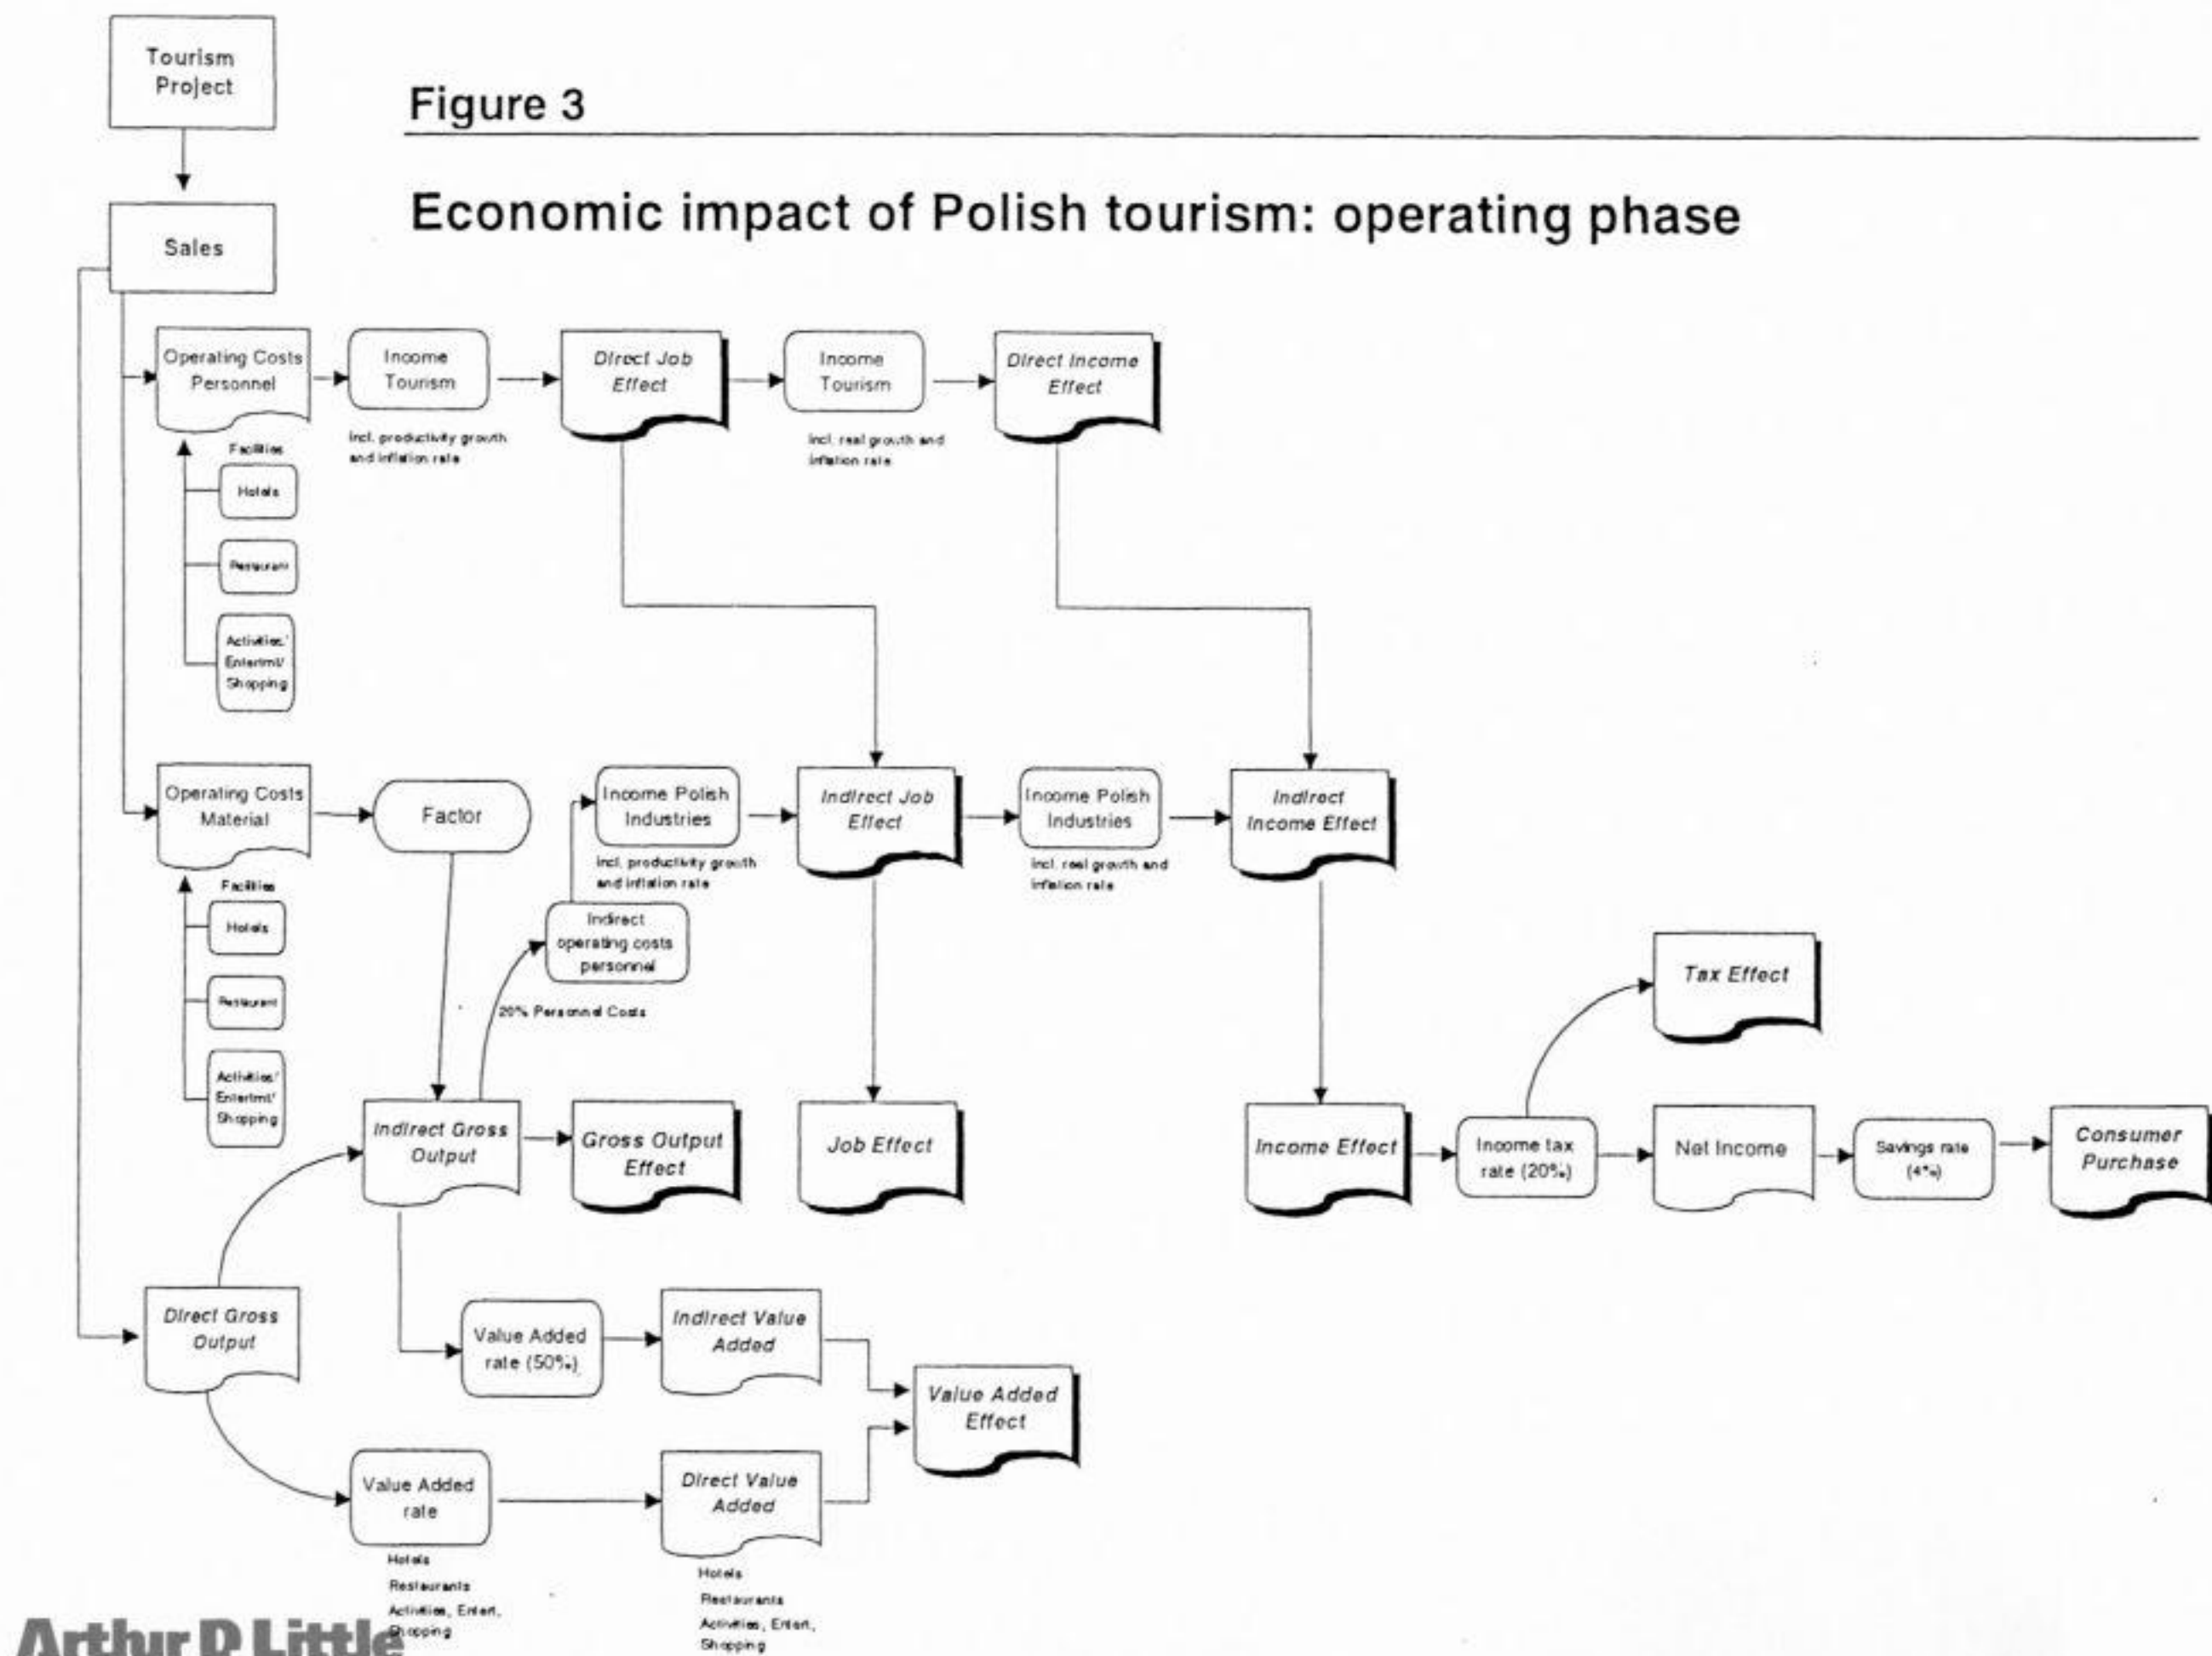 Tourism
Project
Figure 3
Sales
Economic impact of Polish tourism: operating phase
Operating Costs
Personnel
Income
Tourism
Direct Job
Effect
Income
Tourism
Direct Income
Effect
incl. productivity growth
and inflation rate
incl. real growth and
inflation rate
Facilities
Hotels
Restaurant
Activities/
Entertmt/
Shopping
Operating Costs
Material
Factor
Income Polish
Industries
Indirect Job
Effect
Income Polish
Industries
Indirect
Income Effect
incl. productivity growth
and inflation rate
incl. real growth and
inflation rate
Facilities
Hotels
Restaurant
Activities/
Entertmt/
Shopping
Indirect
operating costs
personnel
20% Personnel Costs
Tax Effect
Indirect Gross
Output
Gross Output
Effect
Job Effect
Income Effect
Income tax
rate (20%)
Net Income
Savings rate
(4%)
Consumer
Purchase
Direct Gross
Output
Value Added
rate (50%)
Indirect Value
Added
Value Added
Effect
Value Added
rate
Direct Value
Added
Hotels
Restaurants
Activities, Entert,
Shopping
Hotels
Restaurants
Activities, Entert,
Shopping
Arthur D Little